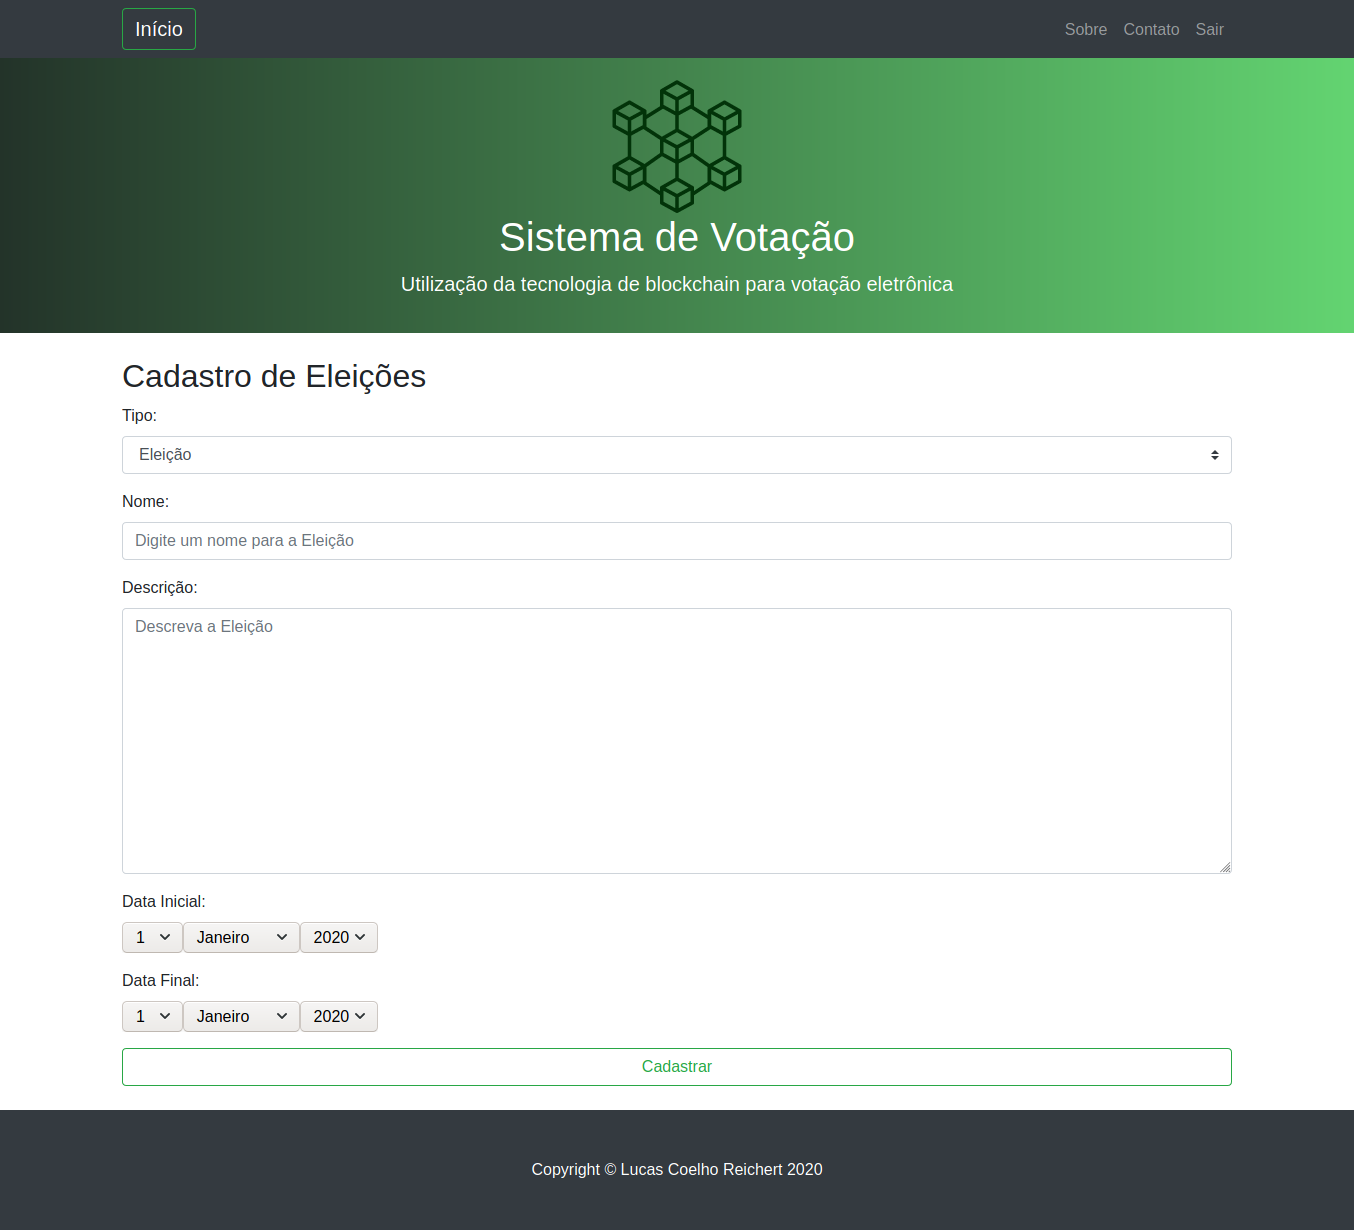 Início
Sobre Contato Sair
Sistema de Votação
Utilização da tecnologia de blockchain para votação eletrônica
Cadastro de Eleições
Tipo:
Eleição
Nome:
Digite um nome para a Eleição
Descrição:
Descreva a Eleição
Data Inicial:
1 Janeiro 2020
Data Final:
1 Janeiro 2020
Cadastrar
Copyright © Lucas Coelho Reichert 2020